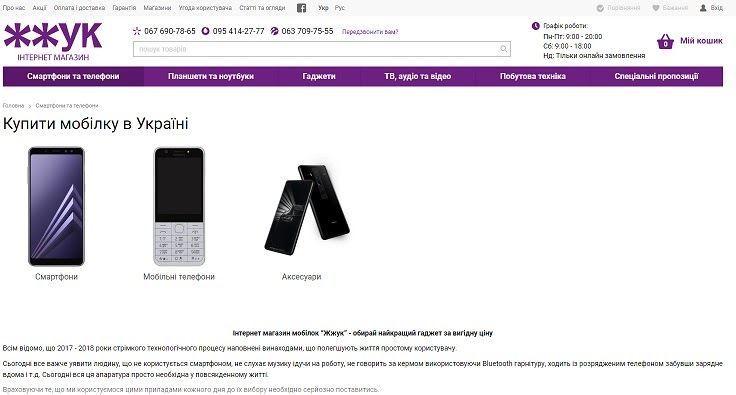 Про нас Акції Оплата і доставка Гарантія Магазини Угода користувача Статті та огляди Укр Рус Порівняння Бажання Вхід
ЖЖУК
ІНТЕРНЕТ МАГАЗИН
067 690-78-65 095 414-27-77 063 709-75-55 Передзвонити вам?
пошук товарів
Графік роботи:
Пн-Пт: 9:00 - 20:00
Сб: 9:00 - 18:00
Нд: Тільки онлайн замовлення
0 Мій кошик
Смартфони та телефони Планшети та ноутбуки Гаджети ТВ, аудіо та відео Побутова техніка Спеціальні пропозиції
Головна > Смартфони та телефони
Купити мобілку в Україні
Смартфони Мобільні телефони Аксесуари
Інтернет магазин мобілок "Жжук" - обирай найкращий гаджет за вигідну ціну
Всім відомо, що 2017 - 2018 роки стрімкого технологічного процесу наповнені винаходами, що полегшують життя простому користувачу.
Сьогодні все важче уявити людину, що не користується смартфоном, не слухає музику ідучи на роботу, не говорить за кермом використовуючи Bluetooth гарнітуру, ходить із розрядженим телефоном забувши зарядне
вдома і т.д. Сьогодні вся ця апаратура просто необхідна у повсякденному житті.
Враховуючи те, що ми користуємося цими приладами кожного дня до їх вибору необхідно серйозно поставитись.